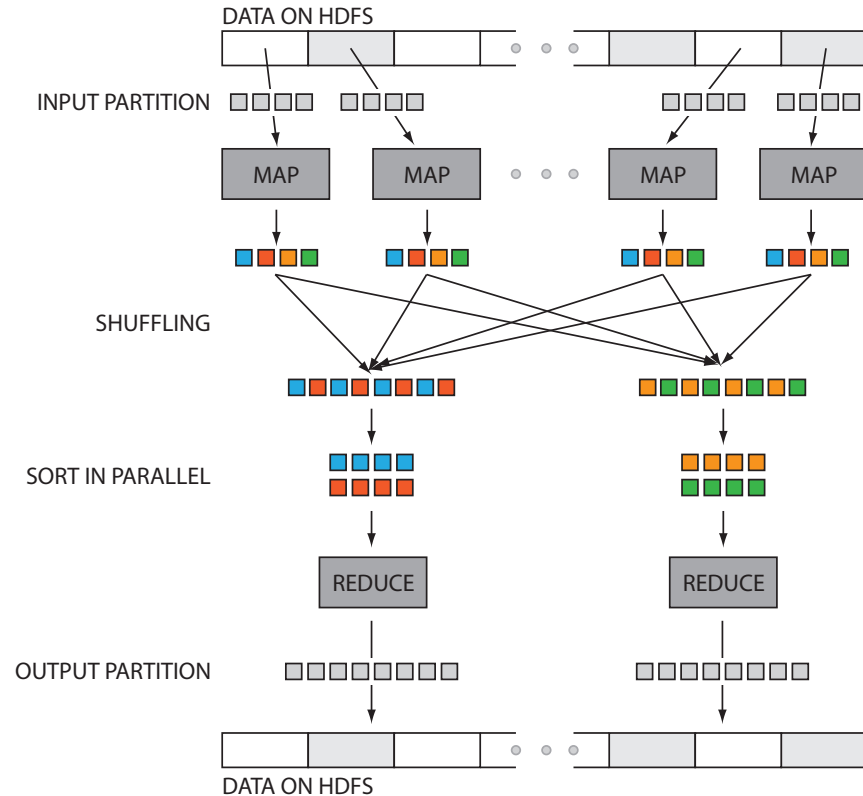 DATA ON HDFS
INPUT PARTITION
MAP MAP MAP MAP
SHUFFLING
SORT IN PARALLEL
REDUCE REDUCE
OUTPUT PARTITION
DATA ON HDFS